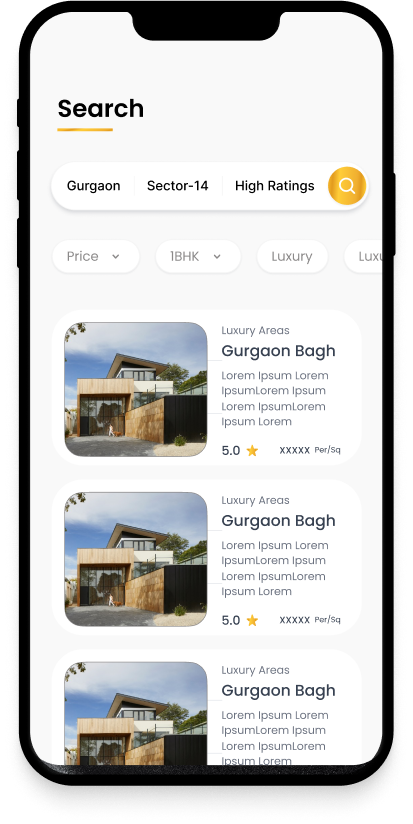 Search
Gurgaon Sector-14 High Ratings
Price 1BHK Luxury Luxu
Luxury Areas
Gurgaon Bagh
Lorem Ipsum Lorem
IpsumLorem Ipsum
Lorem IpsumLorem
Ipsum Lorem
5.0 xxxxx Per/Sq
Luxury Areas
Gurgaon Bagh
Lorem Ipsum Lorem
IpsumLorem Ipsum
Lorem IpsumLorem
Ipsum Lorem
5.0 xxxxx Per/Sq
Luxury Areas
Gurgaon Bagh
Lorem Ipsum Lorem
IpsumLorem Ipsum
Lorem IpsumLorem
Ipsum Lorem